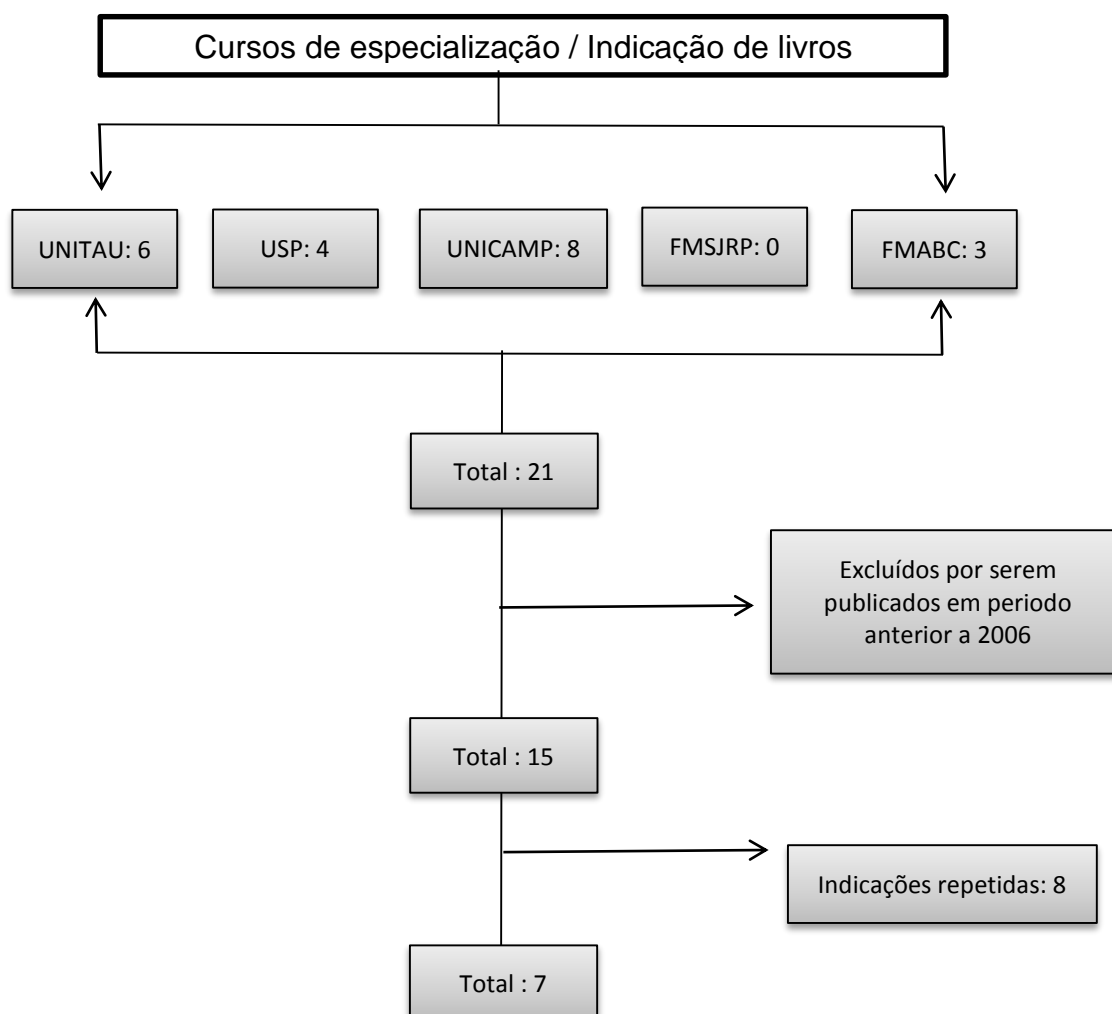 Cursos de especialização / Indicação de livros
UNITAU: 6
USP: 4
UNICAMP: 8
FMSJRP: 0
FMABC: 3
Total : 21
Excluídos por serem
publicados em periodo
anterior a 2006
Total : 15
Indicações repetidas: 8
Total : 7